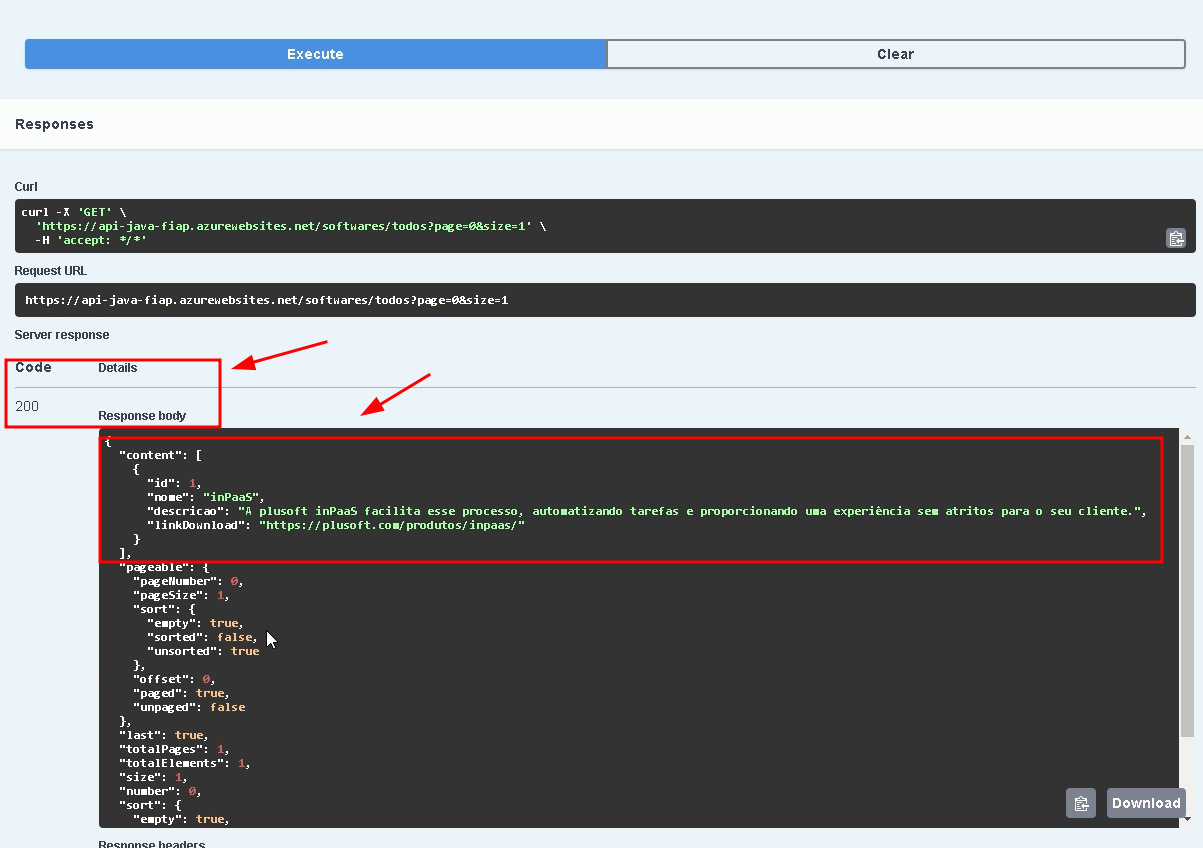 Execute
Clear
Responses
Curl
curl -X 'GET' \
  'https://api-java-fiap.azurewebsites.net/softwares/todos?page=0&size=1' \
  -H 'accept: */*'
Request URL
https://api-java-fiap.azurewebsites.net/softwares/todos?page=0&size=1
Server response
Code Details
200
Response body
{
  "content": [
    {
      "id": 1,
      "nome": "inPaaS",
      "descricao": "A plusoft inPaaS facilita esse processo, automatizando tarefas e proporcionando uma experiência sem atritos para o seu cliente.",
      "linkDownload": "https://plusoft.com/produtos/inpaas/"
    }
  ],
  "pageable": {
    "pageNumber": 0,
    "pageSize": 1,
    "sort": {
      "empty": true,
      "sorted": false,
      "unsorted": true
    },
    "offset": 0,
    "paged": true,
    "unpaged": false
  },
  "last": true,
  "totalPages": 1,
  "totalElements": 1,
  "size": 1,
  "number": 0,
  "sort": {
    "empty": true,
Download
Response headers